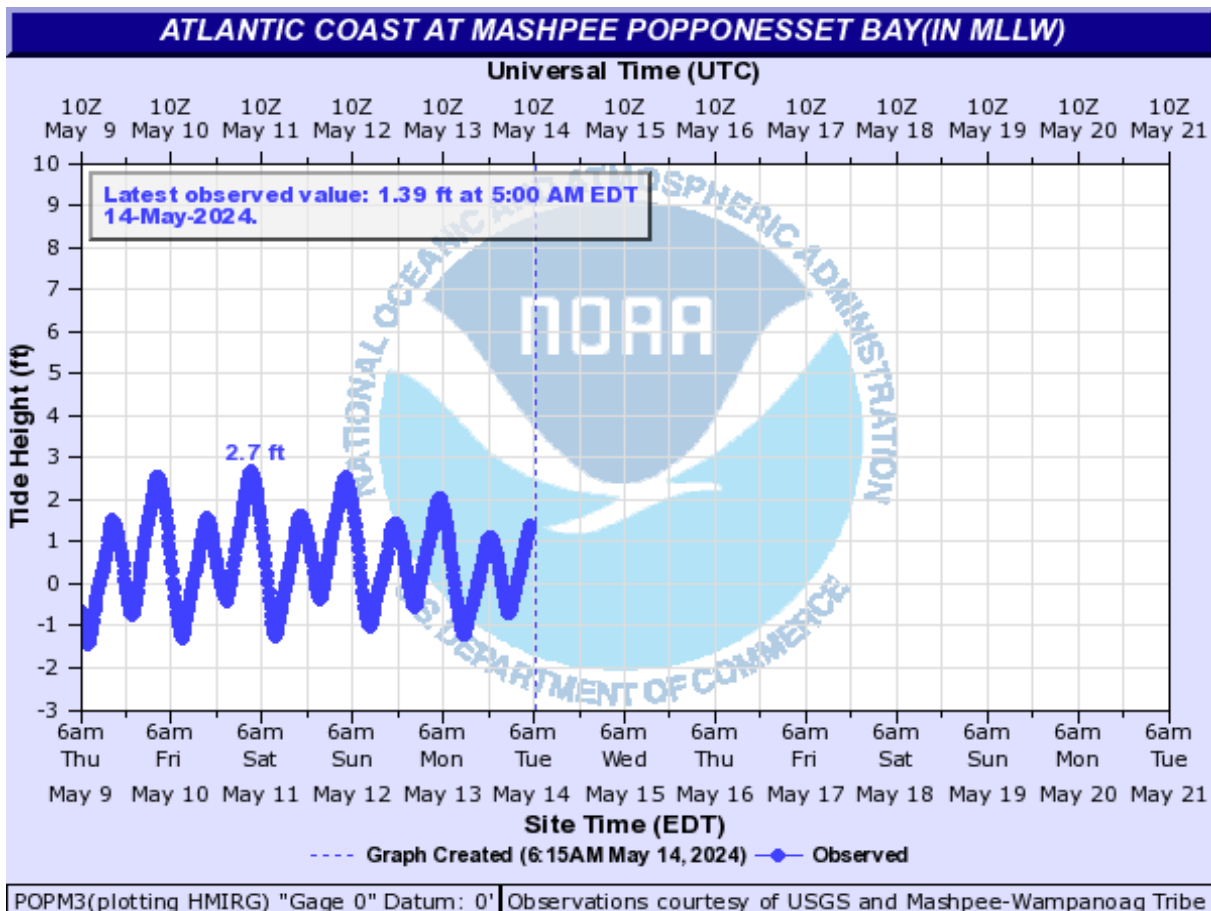 ATLANTIC COAST AT MASHPEE POPPONESSET BAY(IN MLLW)
Universal Time (UTC)
10Z 10Z 10Z 10Z 10Z 10Z 10Z 10Z 10Z 10Z 10Z 10Z 10Z
May 9 May 10 May 11 May 12 May 13 May 14 May 15 May 16 May 17 May 18 May 19 May 20 May 21
Tide Height (ft)
10
9
8
7
6
5
4
3
2
1
0
-1
-2
-3
Latest observed value: 1.39 ft at 5:00 AM EDT
14-May-2024.
2.7 ft
NATIONAL OCEANIC AND ATMOSPHERIC ADMINISTRATION
NOAA
U.S. DEPARTMENT OF COMMERCE
6am 6am 6am 6am 6am 6am 6am 6am 6am 6am 6am 6am 6am
Thu Fri Sat Sun Mon Tue Wed Thu Fri Sat Sun Mon Tue
May 9 May 10 May 11 May 12 May 13 May 14 May 15 May 16 May 17 May 18 May 19 May 20 May 21
Site Time (EDT)
Graph Created (6:15AM May 14, 2024) Observed
POPM3(plotting HMIRG) "Gage 0" Datum: 0' Observations courtesy of USGS and Mashpee-Wampanoag Tribe